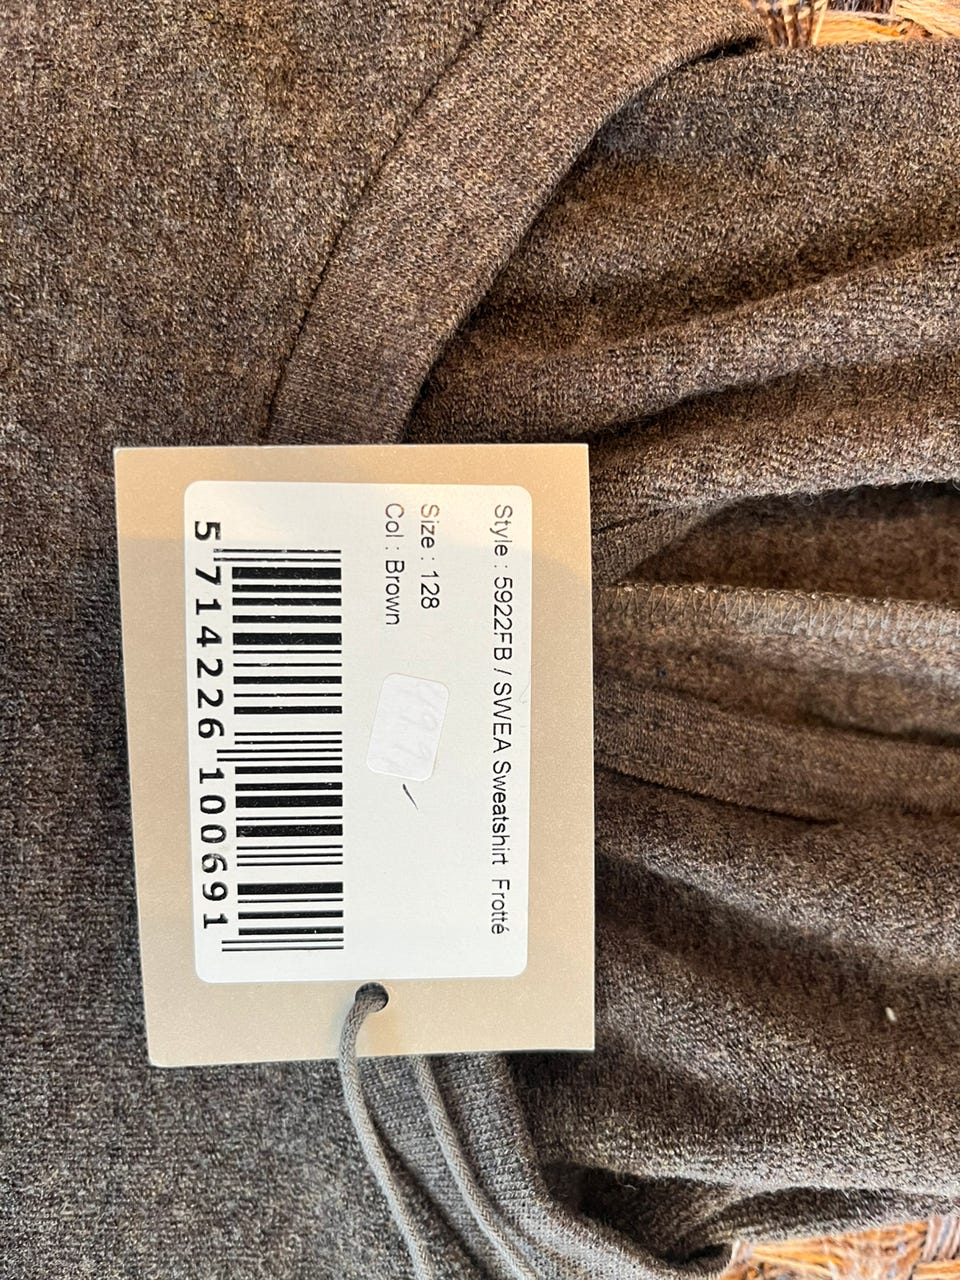 Style : 5922FB / SWEA Sweatshirt Frotté
Size : 128
Col : Brown
5 714226 100691